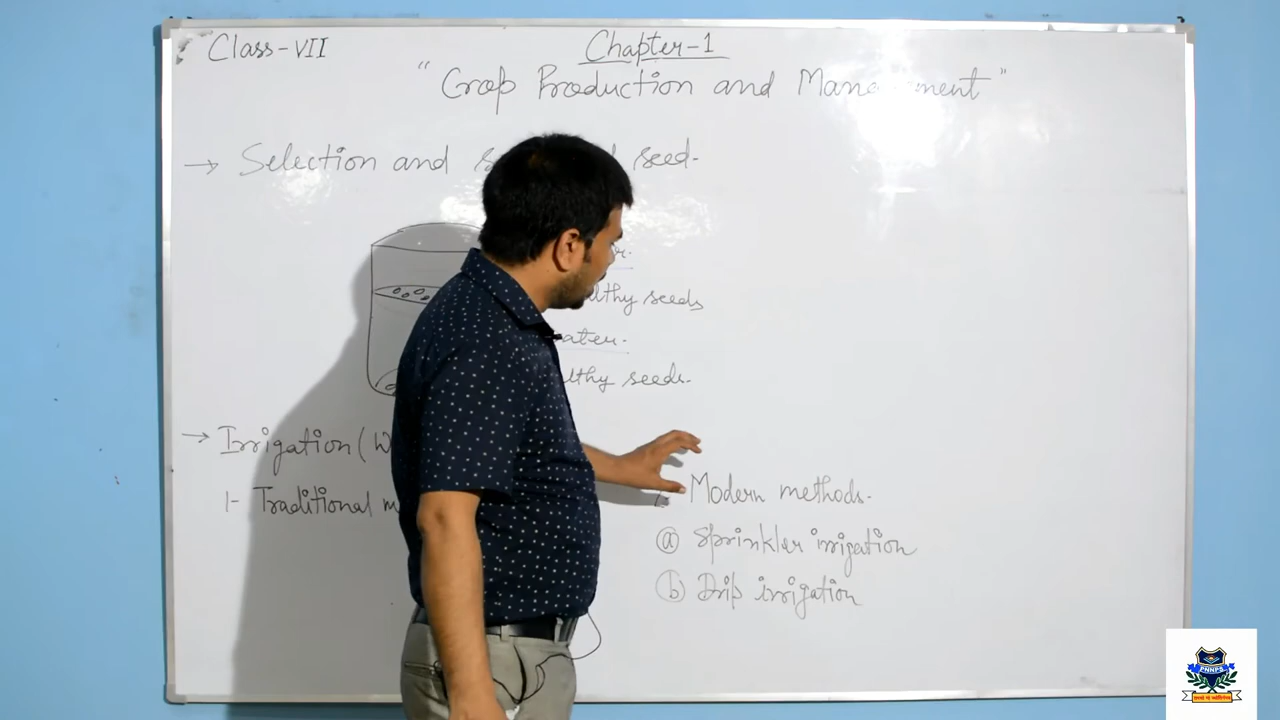 Class-VII
Chapter-1
"Crop Production and Management"
→ Selection and seed.
lthy seeds
ater.
lthy seeds.
→ Irrigation (W
1- Traditional m
Modern methods.
ⓐ Sprinkler irrigation
ⓑ Drip irrigation